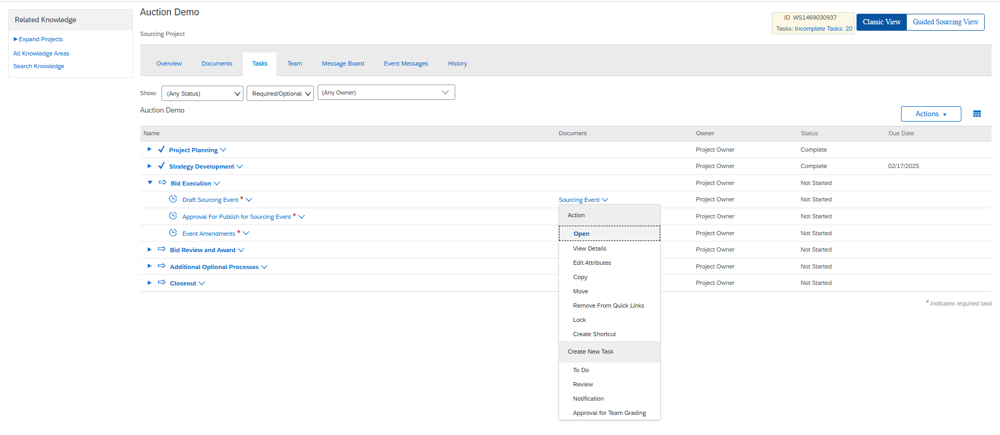 Related Knowledge
Expand Projects
All Knowledge Areas
Search Knowledge
Auction Demo
Sourcing Project
ID WS1469030937
Tasks: Incomplete Tasks: 20
Classic View
Guided Sourcing View
Overview Documents Tasks Team Message Board Event Messages History
Show: (Any Status) Required/Optional (Any Owner)
Auction Demo
Actions
Name Document Owner Status Due Date
Project Planning Project Owner Complete
Strategy Development Project Owner Complete 02/17/2025
Bid Execution Project Owner Not Started
Draft Sourcing Event * Sourcing Event Project Owner Not Started
Approval For Publish for Sourcing Event * Project Owner Not Started
Event Amendments * Project Owner Not Started
Bid Review and Award Project Owner Not Started
Additional Optional Processes Project Owner Not Started
Closeout Project Owner Not Started
* Indicates required task
Action
Open
View Details
Edit Attributes
Copy
Move
Remove From Quick Links
Lock
Create Shortcut
Create New Task
To Do
Review
Notification
Approval for Team Grading